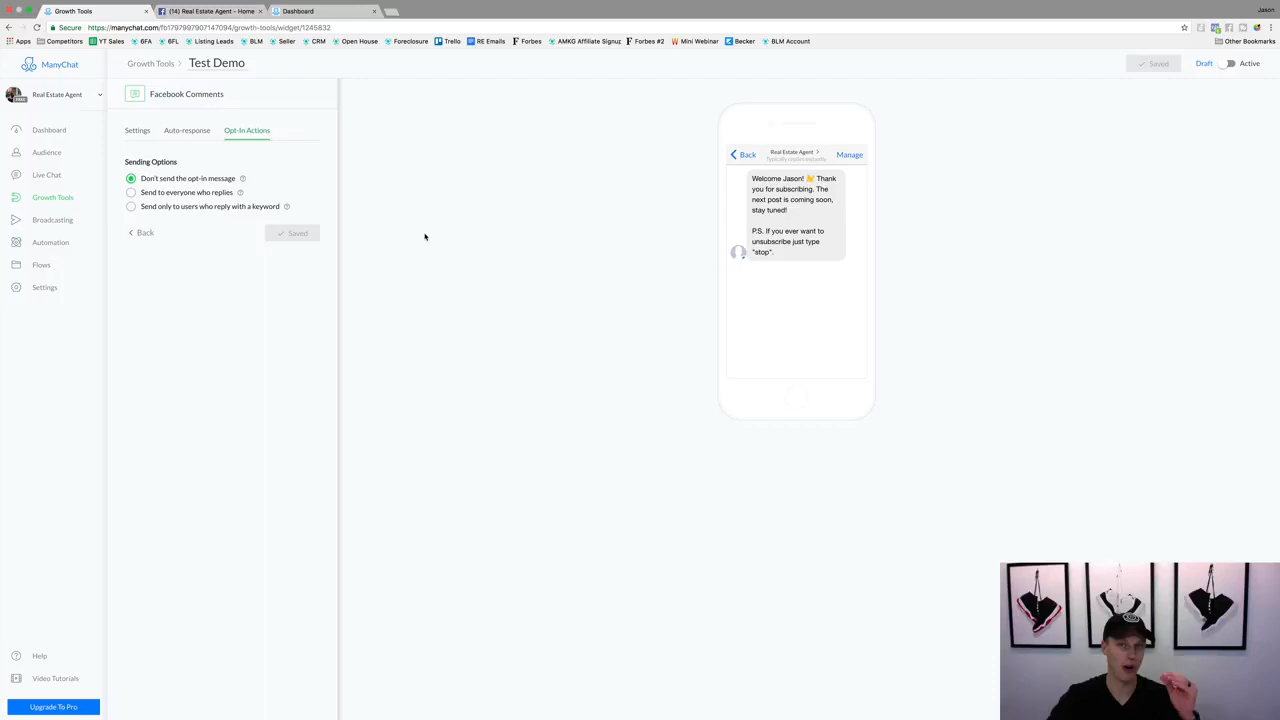 Growth Tools
(14) Real Estate Agent - Home
Dashboard
Jason
Secure
https://manychat.com/fb1797997907147094/growth-tools/widget/1245832
Apps
Competitors
YT Sales
6FA
6FL
Listing Leads
BLM
Seller
CRM
Open House
Foreclosure
Trello
RE Emails
Forbes
AMKG Affiliate Signup
Forbes #2
Mini Webinar
Becker
BLM Account
Other Bookmarks
ManyChat
Growth Tools
Test Demo
Saved
Draft
Active
Real Estate Agent
Facebook Comments
Dashboard
Audience
Live Chat
Growth Tools
Broadcasting
Automation
Flows
Settings
Help
Video Tutorials
Upgrade To Pro
Settings
Auto-response
Opt-In Actions
Sending Options
Don't send the opt-in message
Send to everyone who replies
Send only to users who reply with a keyword
Back
Saved
Back
Real Estate Agent
Manage
Welcome Jason! 👋 Thank
you for subscribing. The
next post is coming soon,
stay tuned!
P.S. If you ever want to
unsubscribe just type
"stop".